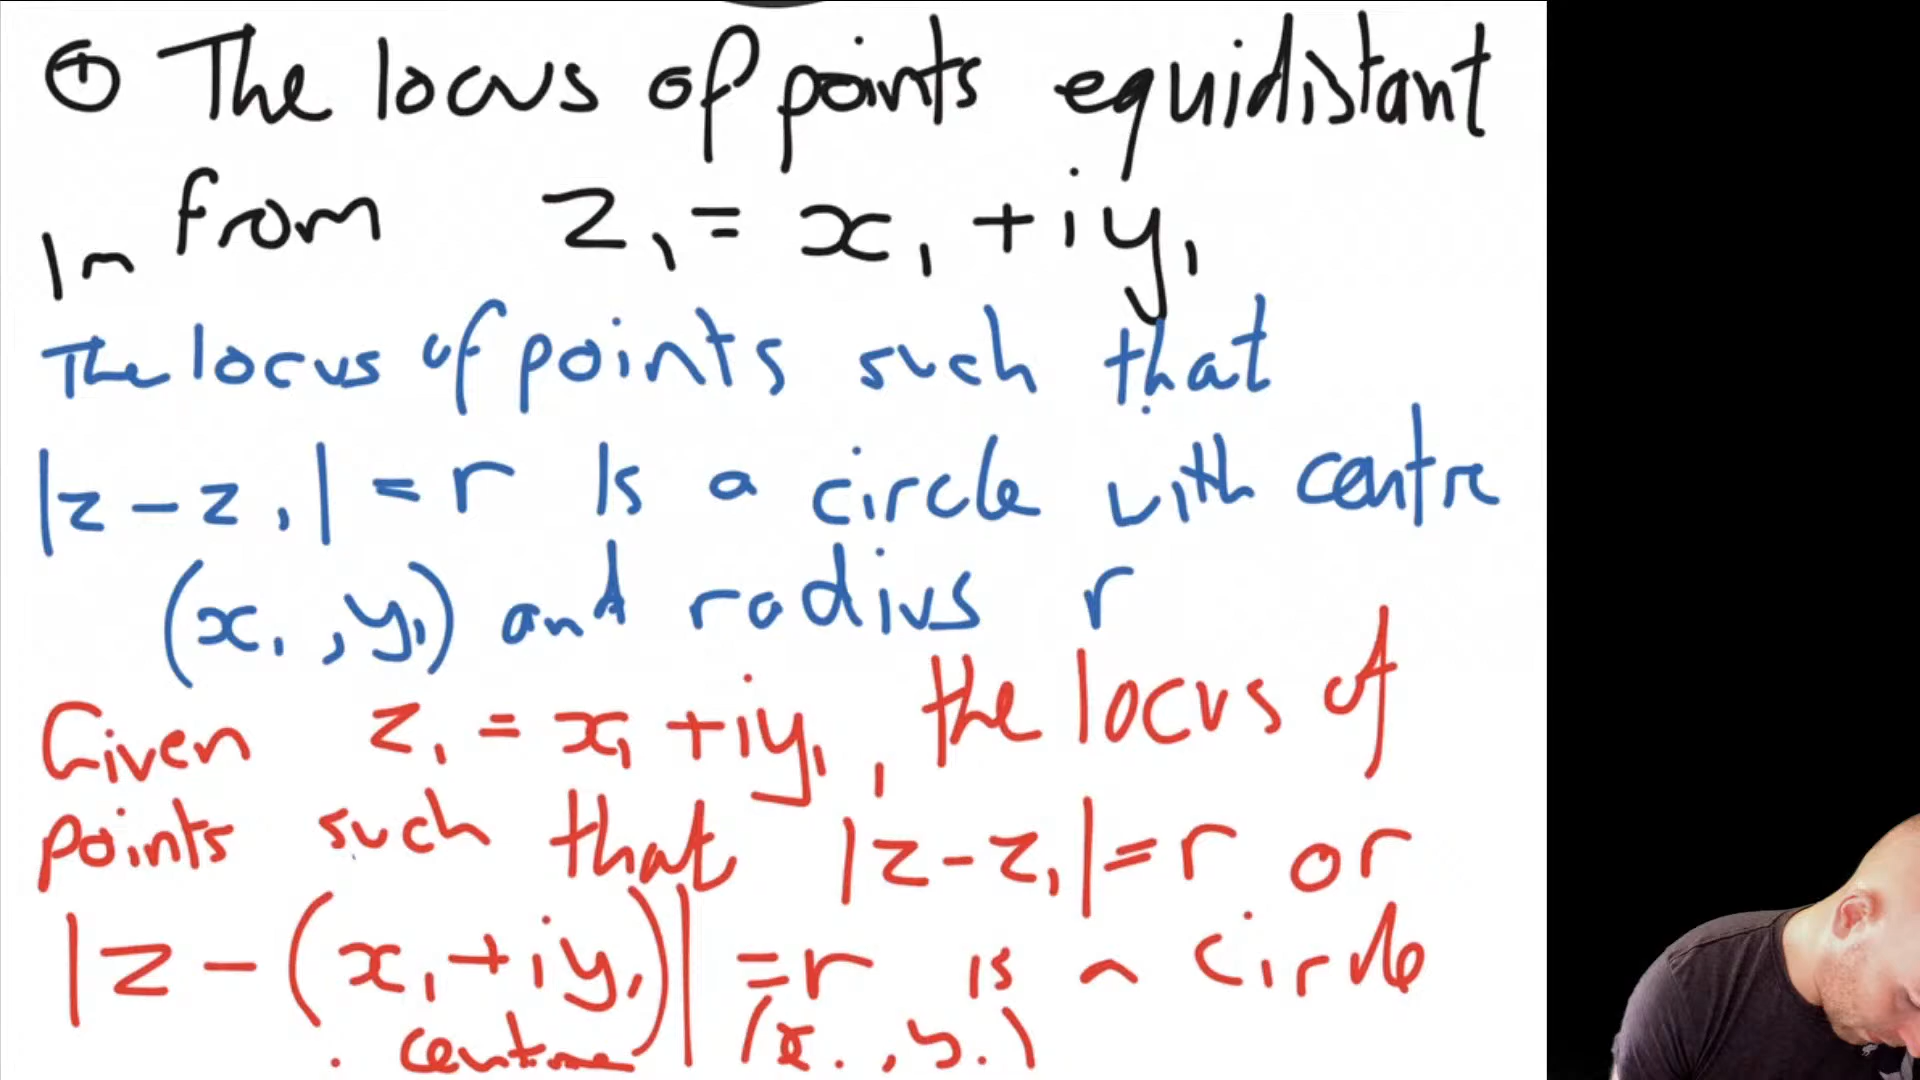 ① The locus of points equidistant
In from z₁ = x₁ + iy₁
The locus of points such that
|z - z₁| = r Is a circle with centre
(x₁, y₁) and radius r
Given z₁ = x₁ + iy₁, the locus of
points such that |z - z₁| = r or
|z - (x₁ + iy₁)| = r is a circle
centre (x₁, y₁)